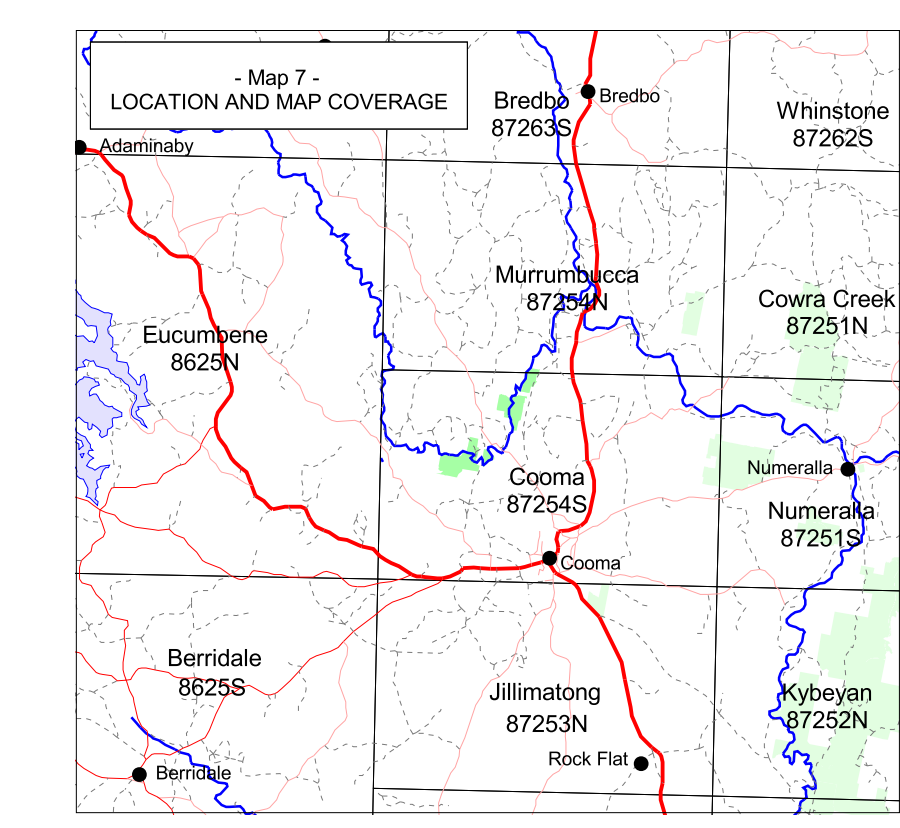 - Map 7 -
LOCATION AND MAP COVERAGE
Bredbo
87263S
Bredbo
Whinstone
87262S
Adaminaby
Murrumbucca
87254N
Cowra Creek
87251N
Eucumbene
8625N
Cooma
87254S
Numeralla
Numeralla
87251S
Cooma
Berridale
8625S
Jillimatong
87253N
Kybeyan
87252N
Rock Flat
Berridale